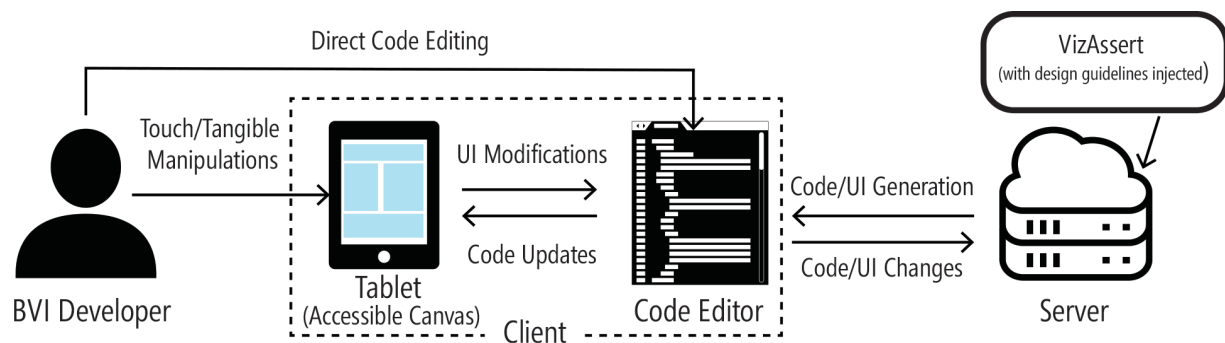 Direct Code Editing
VizAssert
(with design guidelines injected)
Touch/Tangible
Manipulations
UI Modifications
Code Updates
Code/UI Generation
Code/UI Changes
BVI Developer
Tablet
(Accessible Canvas)
Client
Code Editor
Server